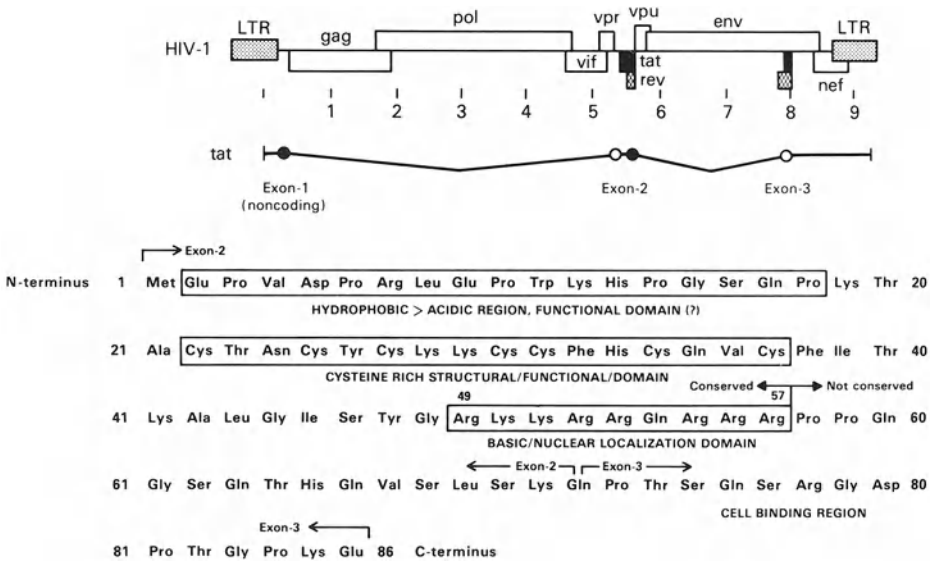 LTR gag pol vif vpr vpu env LTR
HIV-1
tat
rev
nef
1 2 3 4 5 6 7 8 9
tat
Exon-1
(noncoding)
Exon-2
Exon-3
Exon-2
N-terminus 1 Met Glu Pro Val Asp Pro Arg Leu Glu Pro Trp Lys His Pro Gly Ser Gln Pro Lys Thr 20
HYDROPHOBIC > ACIDIC REGION, FUNCTIONAL DOMAIN (?)
21 Ala Cys Thr Asn Cys Tyr Cys Lys Lys Cys Cys Phe His Cys Gln Val Cys Phe Ile Thr 40
CYSTEINE RICH STRUCTURAL/FUNCTIONAL/DOMAIN
Conserved Not conserved
49 57
41 Lys Ala Leu Gly Ile Ser Tyr Gly Arg Lys Lys Arg Arg Gln Arg Arg Arg Pro Pro Gln 60
BASIC/NUCLEAR LOCALIZATION DOMAIN
Exon-2 Exon-3
61 Gly Ser Gln Thr His Gln Val Ser Leu Ser Lys Gln Pro Thr Ser Gln Ser Arg Gly Asp 80
CELL BINDING REGION
Exon-3
81 Pro Thr Gly Pro Lys Glu 86 C-terminus